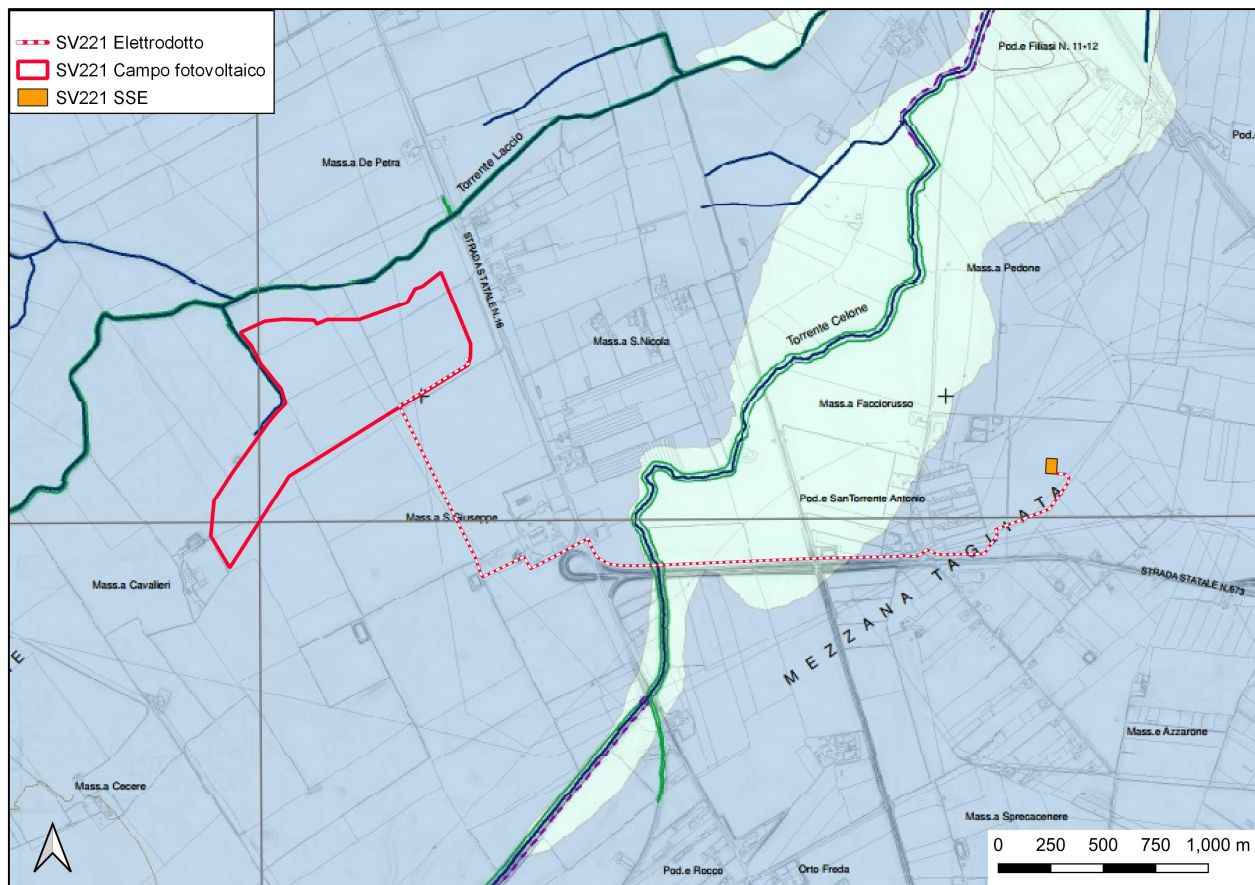 SV221 Elettrodotto
SV221 Campo fotovoltaico
SV221 SSE
Pod.e Filiasi N. 11-12
Pod.
Mass.a De Petra
Torrente Laccio
STRADA STATALE N.16
Mass.a Pedone
Mass.a S.Nicola
Torrente Celone
Mass.a Facciorusso
Pod.e SanTorrente Antonio
Mass.a S.Giuseppe
Mass.a Cavalieri
MEZZANA TAGLIATA
STRADA STATALE N.673
TE
Mass.e Azzarone
Mass.a Cecere
Mass.a Sprecacenere
Pod.e Rocco
Orto Freda
0 250 500 750 1,000 m